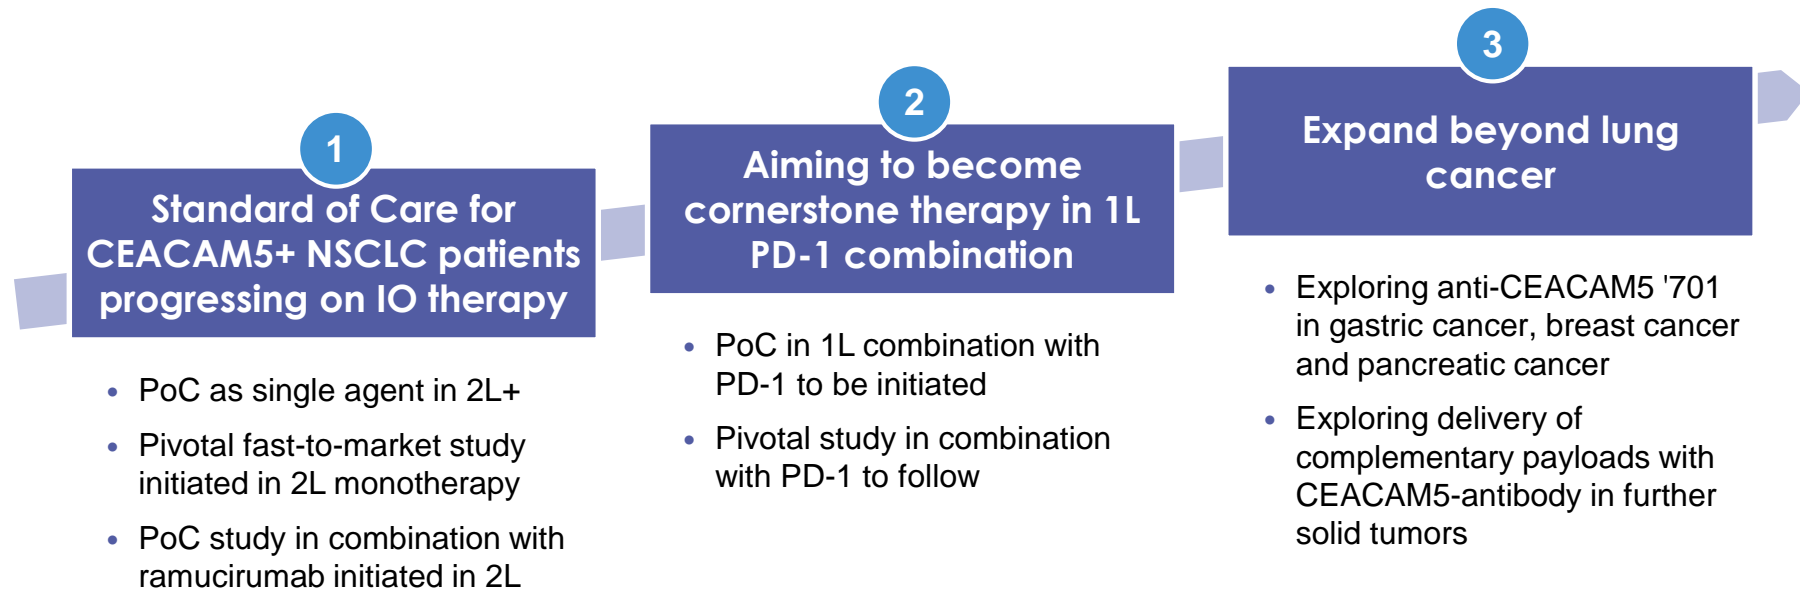 1
Standard of Care for
CEACAM5+ NSCLC patients
progressing on IO therapy
• PoC as single agent in 2L+
• Pivotal fast-to-market study
initiated in 2L monotherapy
• PoC study in combination with
ramucirumab initiated in 2L
2
Aiming to become
cornerstone therapy in 1L
PD-1 combination
• PoC in 1L combination with
PD-1 to be initiated
• Pivotal study in combination
with PD-1 to follow
3
Expand beyond lung
cancer
• Exploring anti-CEACAM5 '701
in gastric cancer, breast cancer
and pancreatic cancer
• Exploring delivery of
complementary payloads with
CEACAM5-antibody in further
solid tumors